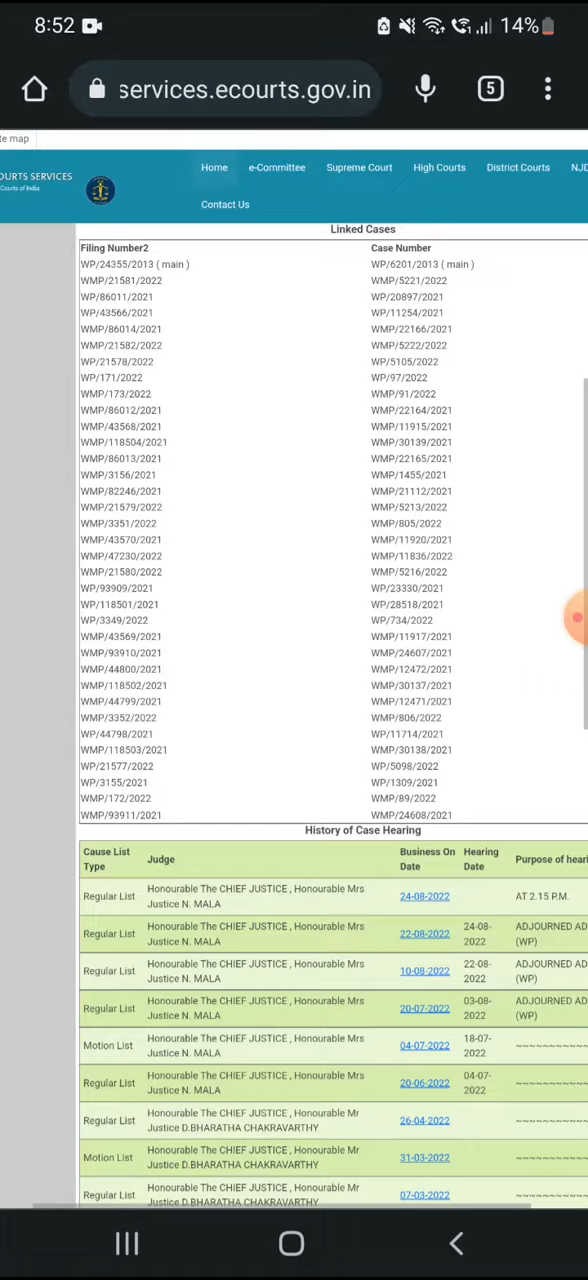 8:52 14%
services.ecourts.gov.in 5
te map
OURTS SERVICES
Courts of India
Home e-Committee Supreme Court High Courts District Courts NJD
Contact Us
Linked Cases
Filing Number2 Case Number
WP/24355/2013 ( main ) WP/6201/2013 ( main )
WMP/21581/2022 WMP/5221/2022
WP/86011/2021 WP/20897/2021
WP/43566/2021 WP/11254/2021
WMP/86014/2021 WMP/22166/2021
WMP/21582/2022 WMP/5222/2022
WP/21578/2022 WP/5105/2022
WP/171/2022 WP/97/2022
WMP/173/2022 WMP/91/2022
WMP/86012/2021 WMP/22164/2021
WMP/43568/2021 WMP/11915/2021
WMP/118504/2021 WMP/30139/2021
WMP/86013/2021 WMP/22165/2021
WMP/3156/2021 WMP/1455/2021
WMP/82246/2021 WMP/21112/2021
WMP/21579/2022 WMP/5213/2022
WMP/3351/2022 WMP/805/2022
WMP/43570/2021 WMP/11920/2021
WMP/47230/2022 WMP/11836/2022
WMP/21580/2022 WMP/5216/2022
WP/93909/2021 WP/23330/2021
WP/118501/2021 WP/28518/2021
WP/3349/2022 WP/734/2022
WMP/43569/2021 WMP/11917/2021
WMP/93910/2021 WMP/24607/2021
WMP/44800/2021 WMP/12472/2021
WMP/118502/2021 WMP/30137/2021
WMP/44799/2021 WMP/12471/2021
WMP/3352/2022 WMP/806/2022
WP/44798/2021 WP/11714/2021
WMP/118503/2021 WMP/30138/2021
WP/21577/2022 WP/5098/2022
WP/3155/2021 WP/1309/2021
WMP/172/2022 WMP/89/2022
WMP/93911/2021 WMP/24608/2021
History of Case Hearing
Cause List Type Judge Business On Date Hearing Date Purpose of heari
Regular List Honourable The CHIEF JUSTICE , Honourable Mrs Justice N. MALA 24-08-2022 AT 2.15 P.M.
Regular List Honourable The CHIEF JUSTICE , Honourable Mrs Justice N. MALA 22-08-2022 24-08-2022 ADJOURNED AD (WP)
Regular List Honourable The CHIEF JUSTICE , Honourable Mrs Justice N. MALA 10-08-2022 22-08-2022 ADJOURNED AD (WP)
Regular List Honourable The CHIEF JUSTICE , Honourable Mrs Justice N. MALA 20-07-2022 03-08-2022 ADJOURNED AD (WP)
Motion List Honourable The CHIEF JUSTICE , Honourable Mrs Justice N. MALA 04-07-2022 18-07-2022 ~~~~~~~~~~~
Regular List Honourable The CHIEF JUSTICE , Honourable Mrs Justice N. MALA 20-06-2022 04-07-2022 ~~~~~~~~~~~
Regular List Honourable The CHIEF JUSTICE , Honourable Mr Justice D.BHARATHA CHAKRAVARTHY 26-04-2022 ~~~~~~~~~~~
Motion List Honourable The CHIEF JUSTICE , Honourable Mr Justice D.BHARATHA CHAKRAVARTHY 31-03-2022 ~~~~~~~~~~~
Regular List Honourable The CHIEF JUSTICE , Honourable Mr Justice D.BHARATHA CHAKRAVARTHY 07-03-2022 ~~~~~~~~~~~